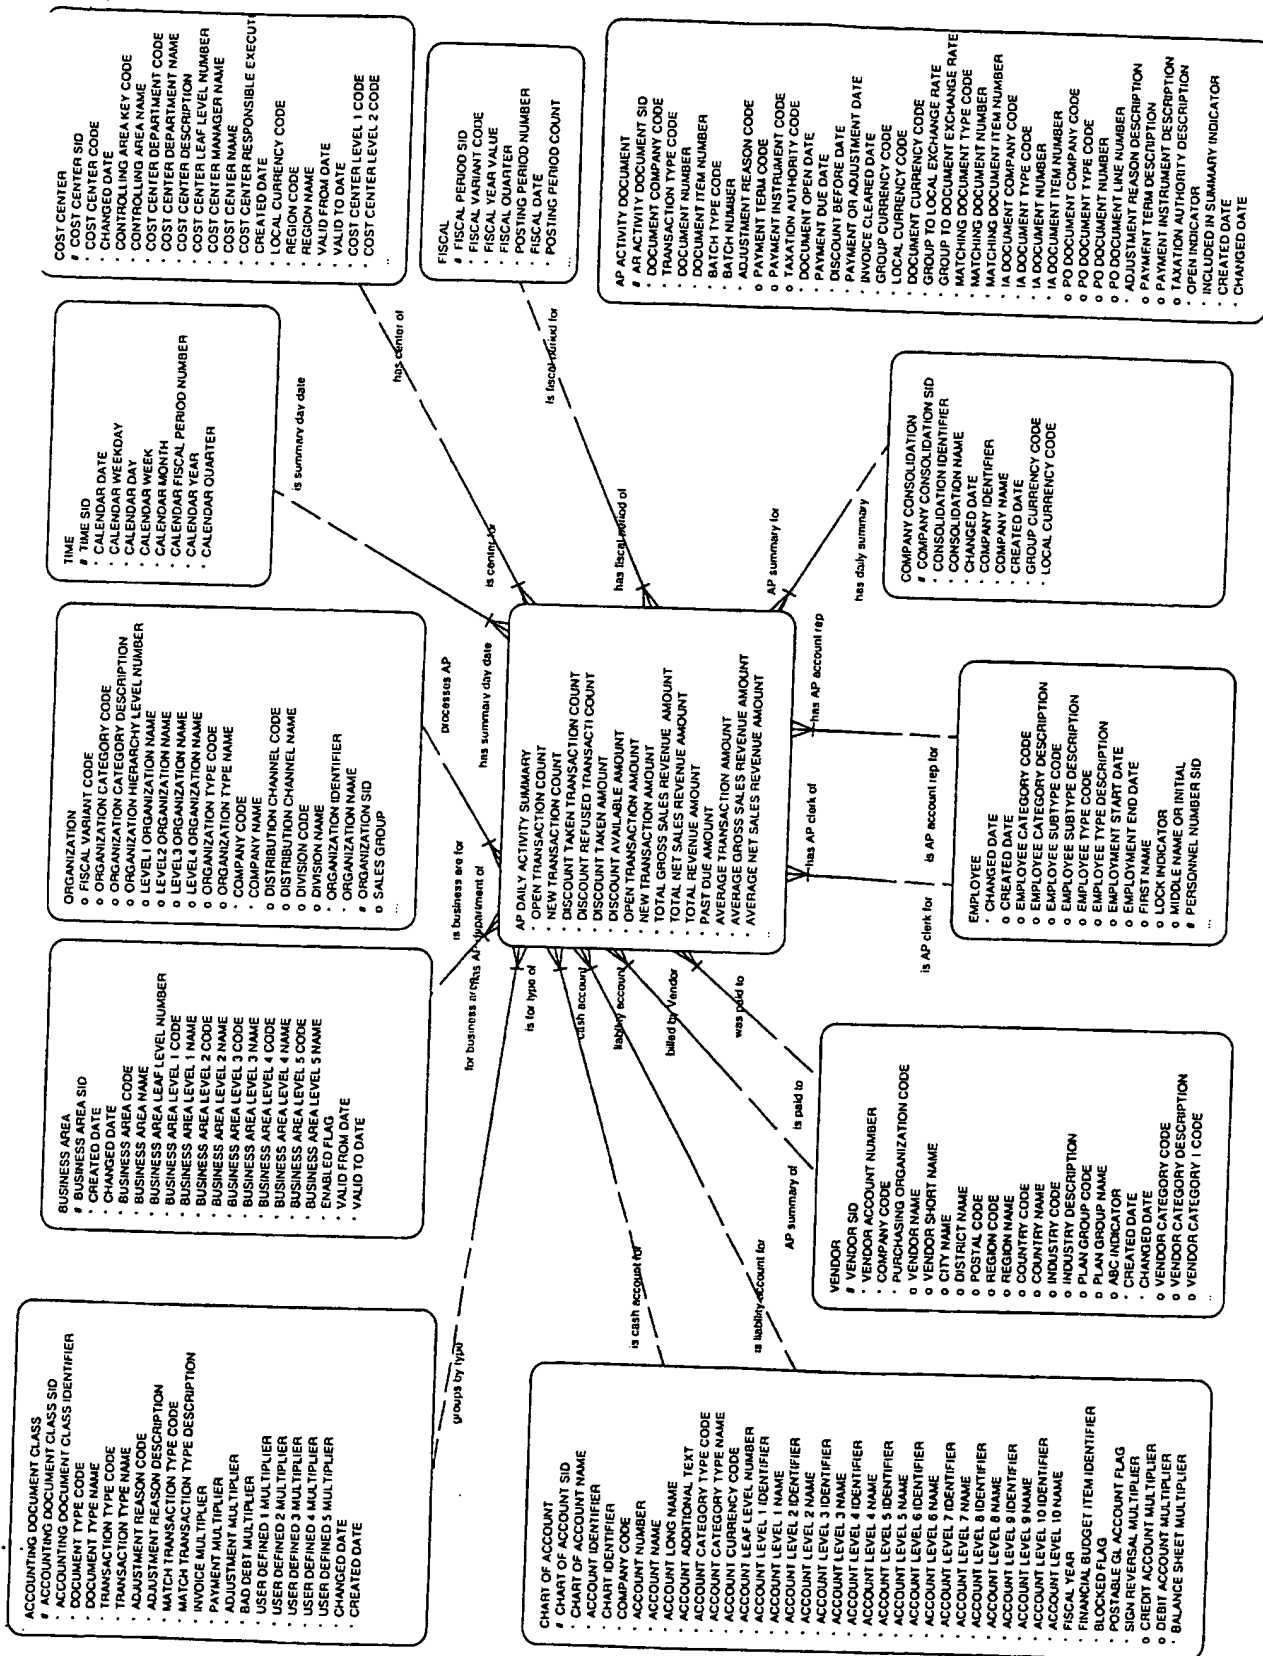 ACCOUNTING DOCUMENT CLASS
# ACCOUNTING DOCUMENT CLASS SID
* ACCOUNTING DOCUMENT CLASS IDENTIFIER
* DOCUMENT TYPE CODE
* DOCUMENT TYPE NAME
* TRANSACTION TYPE CODE
* TRANSACTION TYPE NAME
* ADJUSTMENT REASON CODE
* ADJUSTMENT REASON DESCRIPTION
* MATCH TRANSACTION TYPE CODE
* MATCH TRANSACTION TYPE DESCRIPTION
* INVOICE MULTIPLIER
* PAYMENT MULTIPLIER
* ADJUSTMENT MULTIPLIER
* BAD DEBT MULTIPLIER
* USER DEFINED 1 MULTIPLIER
* USER DEFINED 2 MULTIPLIER
* USER DEFINED 3 MULTIPLIER
* USER DEFINED 4 MULTIPLIER
* USER DEFINED 5 MULTIPLIER
* CHANGED DATE
* CREATED DATE
BUSINESS AREA
# BUSINESS AREA SID
* CREATED DATE
* CHANGED DATE
* BUSINESS AREA CODE
* BUSINESS AREA NAME
* BUSINESS AREA LEAF LEVEL NUMBER
* BUSINESS AREA LEVEL 1 CODE
* BUSINESS AREA LEVEL 1 NAME
* BUSINESS AREA LEVEL 2 CODE
* BUSINESS AREA LEVEL 2 NAME
* BUSINESS AREA LEVEL 3 CODE
* BUSINESS AREA LEVEL 3 NAME
* BUSINESS AREA LEVEL 4 CODE
* BUSINESS AREA LEVEL 4 NAME
* BUSINESS AREA LEVEL 5 CODE
* BUSINESS AREA LEVEL 5 NAME
* ENABLED FLAG
* VALID FROM DATE
* VALID TO DATE
ORGANIZATION
o FISCAL VARIANT CODE
o ORGANIZATION CATEGORY CODE
o ORGANIZATION CATEGORY DESCRIPTION
o ORGANIZATION HIERARCHY LEVEL NUMBER
o LEVEL1 ORGANIZATION NAME
o LEVEL2 ORGANIZATION NAME
o LEVEL3 ORGANIZATION NAME
o LEVEL4 ORGANIZATION NAME
o ORGANIZATION TYPE CODE
o ORGANIZATION TYPE NAME
* COMPANY CODE
* COMPANY NAME
o DISTRIBUTION CHANNEL CODE
o DISTRIBUTION CHANNEL NAME
o DIVISION CODE
o DIVISION NAME
* ORGANIZATION IDENTIFIER
* ORGANIZATION NAME
# ORGANIZATION SID
o SALES GROUP
...
TIME
# TIME SID
* CALENDAR DATE
* CALENDAR WEEKDAY
* CALENDAR DAY
* CALENDAR WEEK
* CALENDAR MONTH
* CALENDAR FISCAL PERIOD NUMBER
* CALENDAR YEAR
* CALENDAR QUARTER
COST CENTER
# COST CENTER SID
* COST CENTER CODE
* CHANGED DATE
* CONTROLLING AREA KEY CODE
* CONTROLLING AREA NAME
* COST CENTER DEPARTMENT CODE
* COST CENTER DEPARTMENT NAME
* COST CENTER DESCRIPTION
* COST CENTER LEAF LEVEL NUMBER
* COST CENTER MANAGER NAME
* COST CENTER NAME
* COST CENTER RESPONSIBLE EXECUT
* CREATED DATE
* LOCAL CURRENCY CODE
* REGION CODE
* REGION NAME
* VALID FROM DATE
* VALID TO DATE
* COST CENTER LEVEL 1 CODE
* COST CENTER LEVEL 2 CODE
...
groups by type
is for type of
for business area
is business are for
has AP department of
processes AP
has summary day date
is summary day date
is center for
has center of
FISCAL
# FISCAL PERIOD SID
* FISCAL VARIANT CODE
* FISCAL YEAR VALUE
* FISCAL QUARTER
* POSTING PERIOD NUMBER
* FISCAL DATE
* POSTING PERIOD COUNT
...
has fiscal period of
is fiscal period for
AP DAILY ACTIVITY SUMMARY
* OPEN TRANSACTION COUNT
* NEW TRANSACTION COUNT
* DISCOUNT TAKEN TRANSACTION COUNT
* DISCOUNT REFUSED TRANSACTI COUNT
* DISCOUNT TAKEN AMOUNT
* DISCOUNT AVAILABLE AMOUNT
* OPEN TRANSACTION AMOUNT
* NEW TRANSACTION AMOUNT
* TOTAL GROSS SALES REVENUE AMOUNT
* TOTAL NET SALES REVENUE AMOUNT
* TOTAL REVENUE AMOUNT
* PAST DUE AMOUNT
* AVERAGE TRANSACTION AMOUNT
* AVERAGE GROSS SALES REVENUE AMOUNT
* AVERAGE NET SALES REVENUE AMOUNT
...
cash account
liability account
billed by Vendor
was paid to
has AP clerk of
has AP account rep
AP summary for
has daily summary
is cash account for
is liability account for
AP summary of
is paid to
is AP clerk for
is AP account rep for
CHART OF ACCOUNT
# CHART OF ACCOUNT SID
* CHART OF ACCOUNT NAME
* ACCOUNT IDENTIFIER
* CHART IDENTIFIER
* COMPANY CODE
* ACCOUNT NUMBER
* ACCOUNT NAME
* ACCOUNT LONG NAME
* ACCOUNT ADDITIONAL TEXT
* ACCOUNT CATEGORY TYPE CODE
* ACCOUNT CATEGORY TYPE NAME
* ACCOUNT CURRENCY CODE
* ACCOUNT LEAF LEVEL NUMBER
* ACCOUNT LEVEL 1 IDENTIFIER
* ACCOUNT LEVEL 1 NAME
* ACCOUNT LEVEL 2 IDENTIFIER
* ACCOUNT LEVEL 2 NAME
* ACCOUNT LEVEL 3 IDENTIFIER
* ACCOUNT LEVEL 3 NAME
* ACCOUNT LEVEL 4 IDENTIFIER
* ACCOUNT LEVEL 4 NAME
* ACCOUNT LEVEL 5 IDENTIFIER
* ACCOUNT LEVEL 5 NAME
* ACCOUNT LEVEL 6 IDENTIFIER
* ACCOUNT LEVEL 6 NAME
* ACCOUNT LEVEL 7 IDENTIFIER
* ACCOUNT LEVEL 7 NAME
* ACCOUNT LEVEL 8 IDENTIFIER
* ACCOUNT LEVEL 8 NAME
* ACCOUNT LEVEL 9 IDENTIFIER
* ACCOUNT LEVEL 9 NAME
* ACCOUNT LEVEL 10 IDENTIFIER
* ACCOUNT LEVEL 10 NAME
* FISCAL YEAR
* FINANCIAL BUDGET ITEM IDENTIFIER
* BLOCKED FLAG
* POSTABLE GL ACCOUNT FLAG
* SIGN REVERSAL MULTIPLIER
o CREDIT ACCOUNT MULTIPLIER
o DEBIT ACCOUNT MULTIPLIER
* BALANCE SHEET MULTIPLIER
VENDOR
# VENDOR SID
* VENDOR ACCOUNT NUMBER
* COMPANY CODE
* PURCHASING ORGANIZATION CODE
o VENDOR NAME
o VENDOR SHORT NAME
o CITY NAME
o DISTRICT NAME
o POSTAL CODE
o REGION CODE
o REGION NAME
o COUNTRY CODE
o COUNTRY NAME
o INDUSTRY CODE
o INDUSTRY DESCRIPTION
o PLAN GROUP CODE
o PLAN GROUP NAME
o ABC INDICATOR
* CREATED DATE
* CHANGED DATE
o VENDOR CATEGORY CODE
o VENDOR CATEGORY DESCRIPTION
o VENDOR CATEGORY 1 CODE
...
EMPLOYEE
* CHANGED DATE
* CREATED DATE
o EMPLOYEE CATEGORY CODE
o EMPLOYEE CATEGORY DESCRIPTION
o EMPLOYEE SUBTYPE CODE
o EMPLOYEE SUBTYPE DESCRIPTION
o EMPLOYEE TYPE CODE
o EMPLOYEE TYPE DESCRIPTION
o EMPLOYMENT START DATE
o EMPLOYMENT END DATE
o FIRST NAME
o LOCK INDICATOR
o MIDDLE NAME OR INITIAL
# PERSONNEL NUMBER SID
...
COMPANY CONSOLIDATION
# COMPANY CONSOLIDATION SID
* CONSOLIDATION IDENTIFIER
* CONSOLIDATION NAME
* CHANGED DATE
* COMPANY IDENTIFIER
* COMPANY NAME
* CREATED DATE
* GROUP CURRENCY CODE
* LOCAL CURRENCY CODE
AP ACTIVITY DOCUMENT
# AR ACTIVITY DOCUMENT SID
* DOCUMENT COMPANY CODE
* TRANSACTION TYPE CODE
* DOCUMENT NUMBER
* DOCUMENT ITEM NUMBER
* BATCH TYPE CODE
* BATCH NUMBER
* ADJUSTMENT REASON CODE
o PAYMENT TERM CODE
o PAYMENT INSTRUMENT CODE
o TAXATION AUTHORITY CODE
* DOCUMENT OPEN DATE
* PAYMENT DUE DATE
* DISCOUNT BEFORE DATE
* PAYMENT OR ADJUSTMENT DATE
* INVOICE CLEARED DATE
* GROUP CURRENCY CODE
* LOCAL CURRENCY CODE
* DOCUMENT CURRENCY CODE
* GROUP TO LOCAL EXCHANGE RATE
* GROUP TO DOCUMENT EXCHANGE RATE
* MATCHING DOCUMENT TYPE CODE
* MATCHING DOCUMENT NUMBER
* MATCHING DOCUMENT ITEM NUMBER
* IA DOCUMENT COMPANY CODE
* IA DOCUMENT TYPE CODE
* IA DOCUMENT NUMBER
* IA DOCUMENT ITEM NUMBER
o PO DOCUMENT COMPANY CODE
o PO DOCUMENT TYPE CODE
o PO DOCUMENT NUMBER
o PO DOCUMENT LINE NUMBER
* ADJUSTMENT REASON DESCRIPTION
o PAYMENT TERM DESCRIPTION
o PAYMENT INSTRUMENT DESCRIPTION
o TAXATION AUTHORITY DESCRIPTION
* OPEN INDICATOR
* INCLUDED IN SUMMARY INDICATOR
* CREATED DATE
* CHANGED DATE